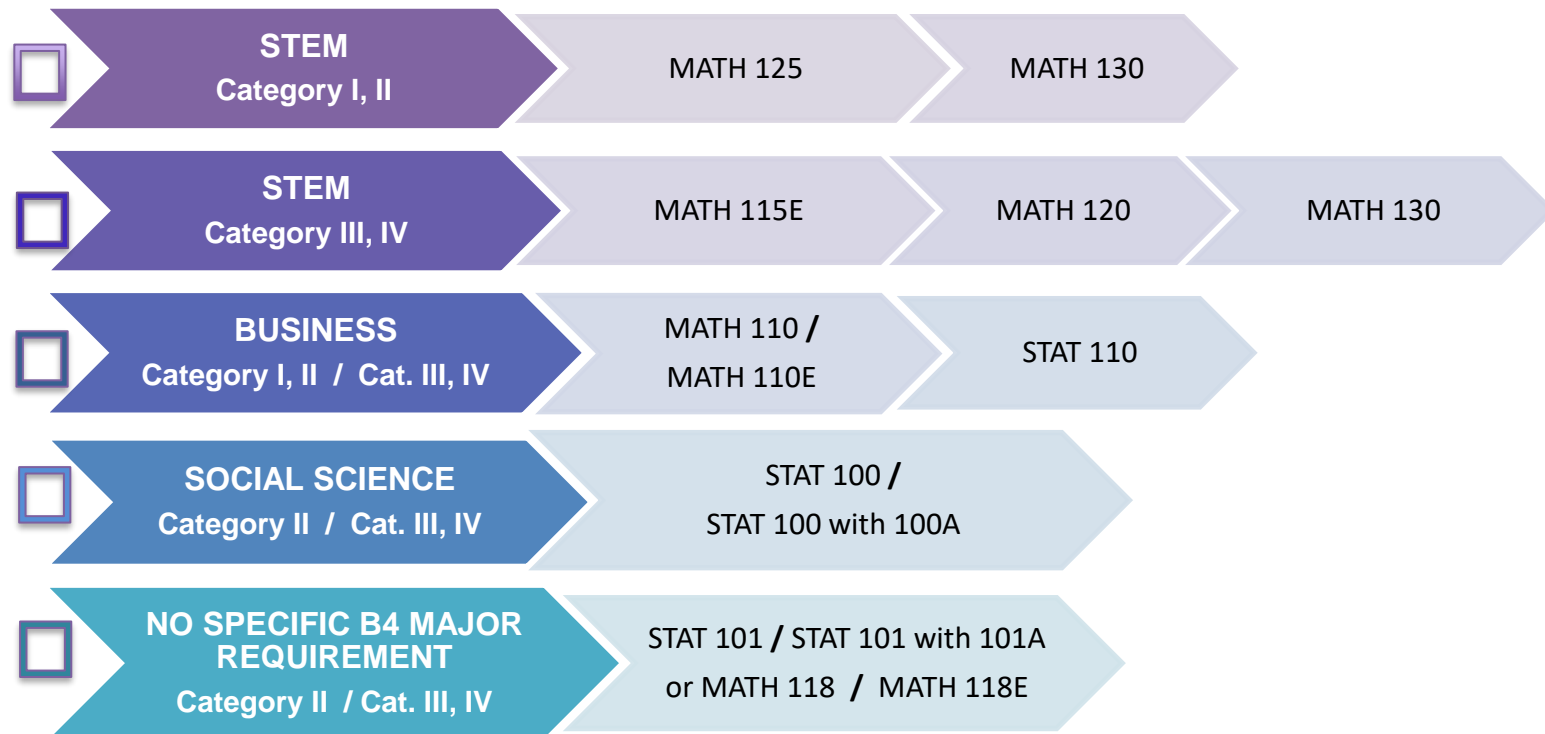 STEM
Category I, II
MATH 125
MATH 130
STEM
Category III, IV
MATH 115E
MATH 120
MATH 130
BUSINESS
Category I, II / Cat. III, IV
MATH 110 /
MATH 110E
STAT 110
SOCIAL SCIENCE
Category II / Cat. III, IV
STAT 100 /
STAT 100 with 100A
NO SPECIFIC B4 MAJOR
REQUIREMENT
Category II / Cat. III, IV
STAT 101 / STAT 101 with 101A
or MATH 118 / MATH 118E